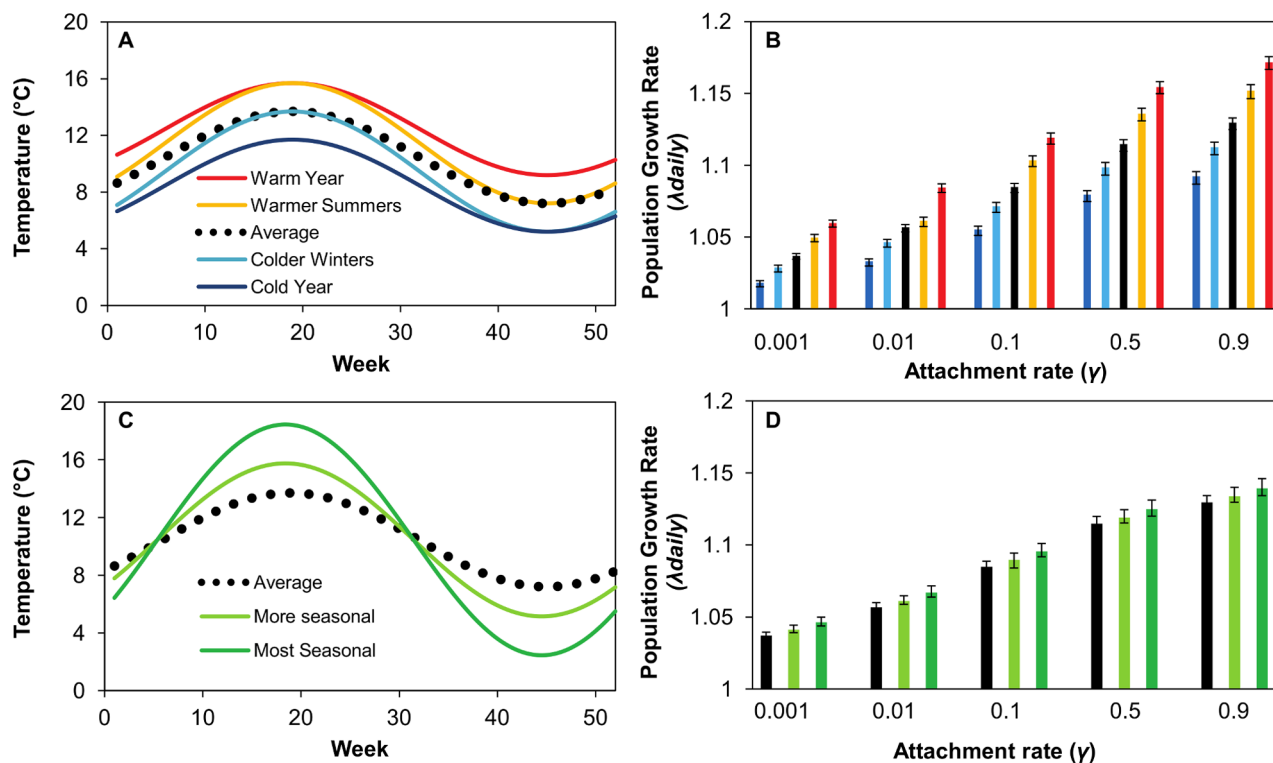 A
Temperature (°C)
20
16
12
8
4
0
Warm Year
Warmer Summers
Average
Colder Winters
Cold Year
0 10 20 30 40 50
Week
B
Population Growth Rate
(λdaily)
1.2
1.15
1.1
1.05
1
0.001 0.01 0.1 0.5 0.9
Attachment rate (γ)
C
Temperature (°C)
20
16
12
8
4
0
Average
More seasonal
Most Seasonal
0 10 20 30 40 50
Week
D
Population Growth Rate
(λdaily)
1.2
1.15
1.1
1.05
1
0.001 0.01 0.1 0.5 0.9
Attachment rate (γ)